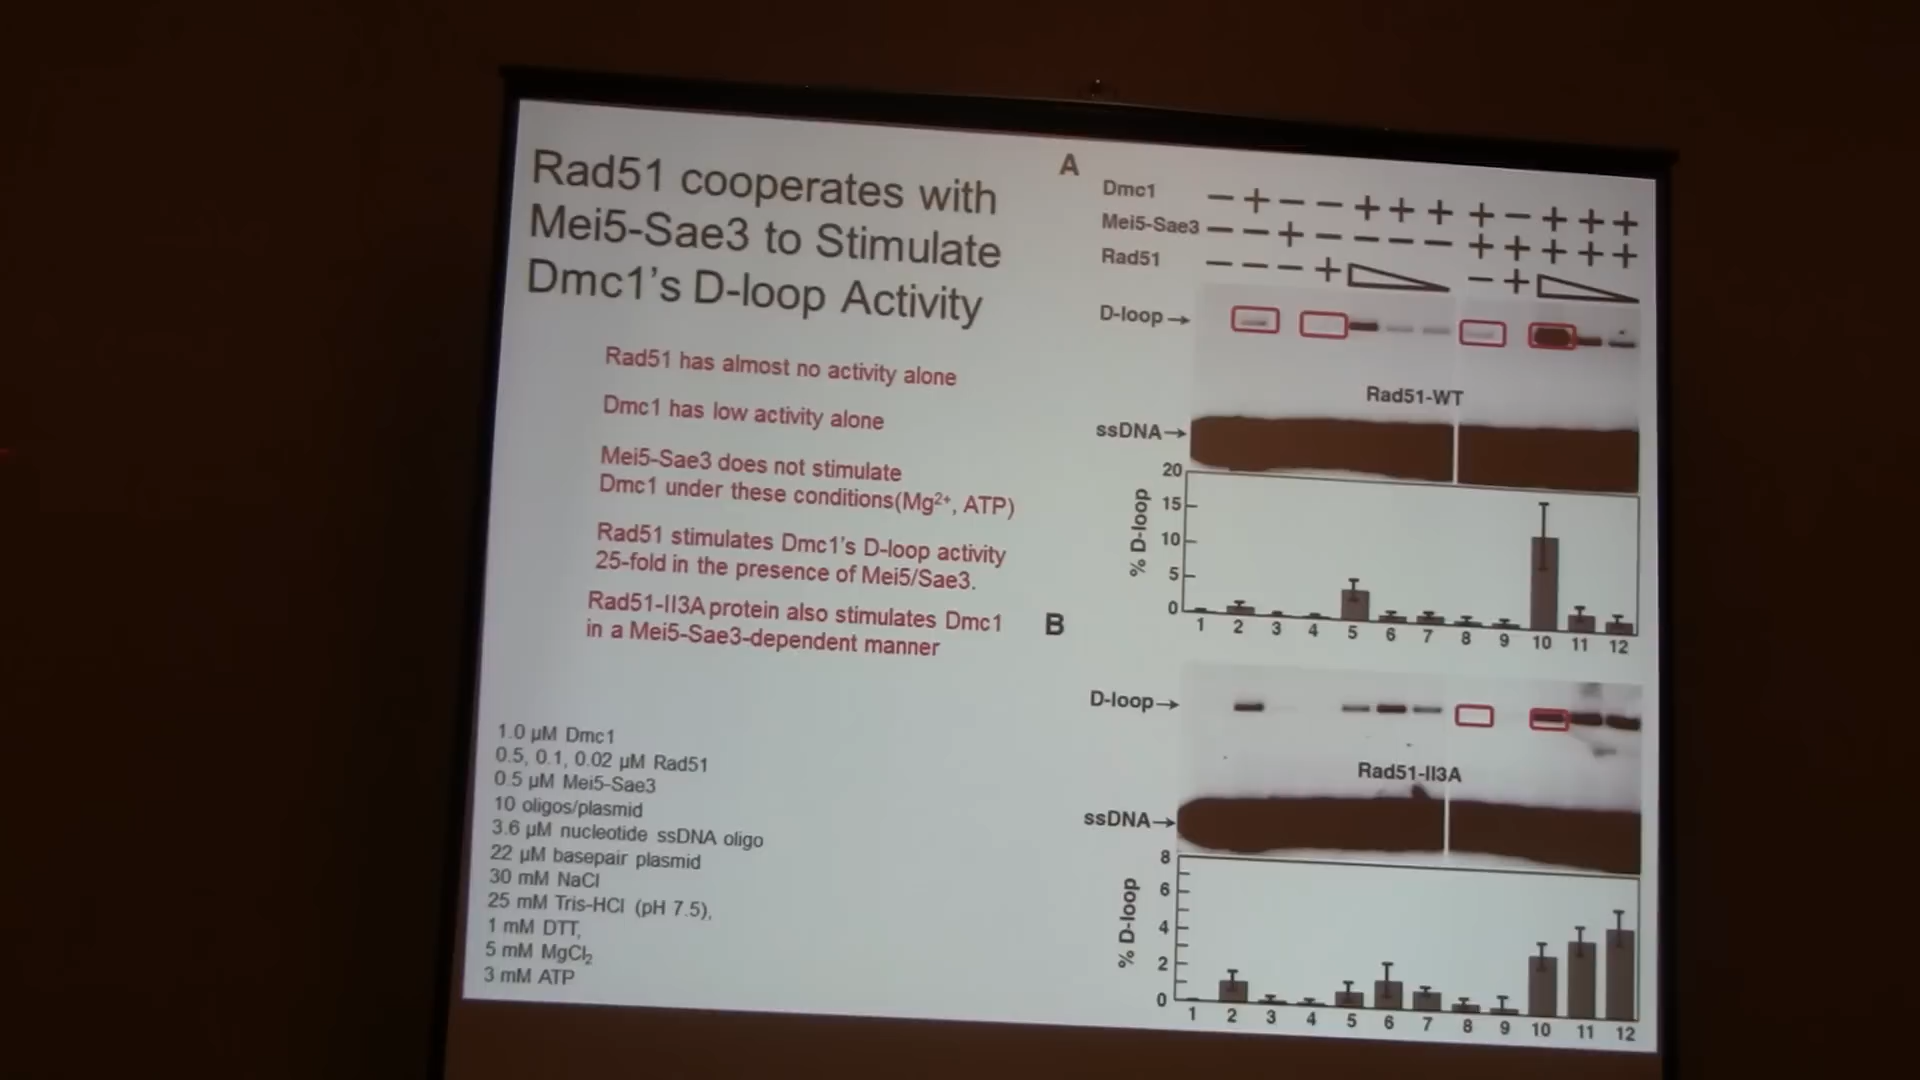 Rad51 cooperates with
Mei5-Sae3 to Stimulate
Dmc1's D-loop Activity
Rad51 has almost no activity alone
Dmc1 has low activity alone
Mei5-Sae3 does not stimulate
Dmc1 under these conditions(Mg²⁺, ATP)
Rad51 stimulates Dmc1's D-loop activity
25-fold in the presence of Mei5/Sae3.
Rad51-II3A protein also stimulates Dmc1
in a Mei5-Sae3-dependent manner
1.0 µM Dmc1
0.5, 0.1, 0.02 µM Rad51
0.5 µM Mei5-Sae3
10 oligos/plasmid
3.6 µM nucleotide ssDNA oligo
22 µM basepair plasmid
30 mM NaCl
25 mM Tris-HCl (pH 7.5),
1 mM DTT,
5 mM MgCl₂
3 mM ATP
A
Dmc1 − + − − + + + + − + + +
Mei5-Sae3 − − + − − − − + + + + +
Rad51 − − − + − +
D-loop→
Rad51-WT
ssDNA→
20
15
10
5
0
% D-loop
1 2 3 4 5 6 7 8 9 10 11 12
B
D-loop→
Rad51-II3A
ssDNA→
8
6
4
2
0
% D-loop
1 2 3 4 5 6 7 8 9 10 11 12